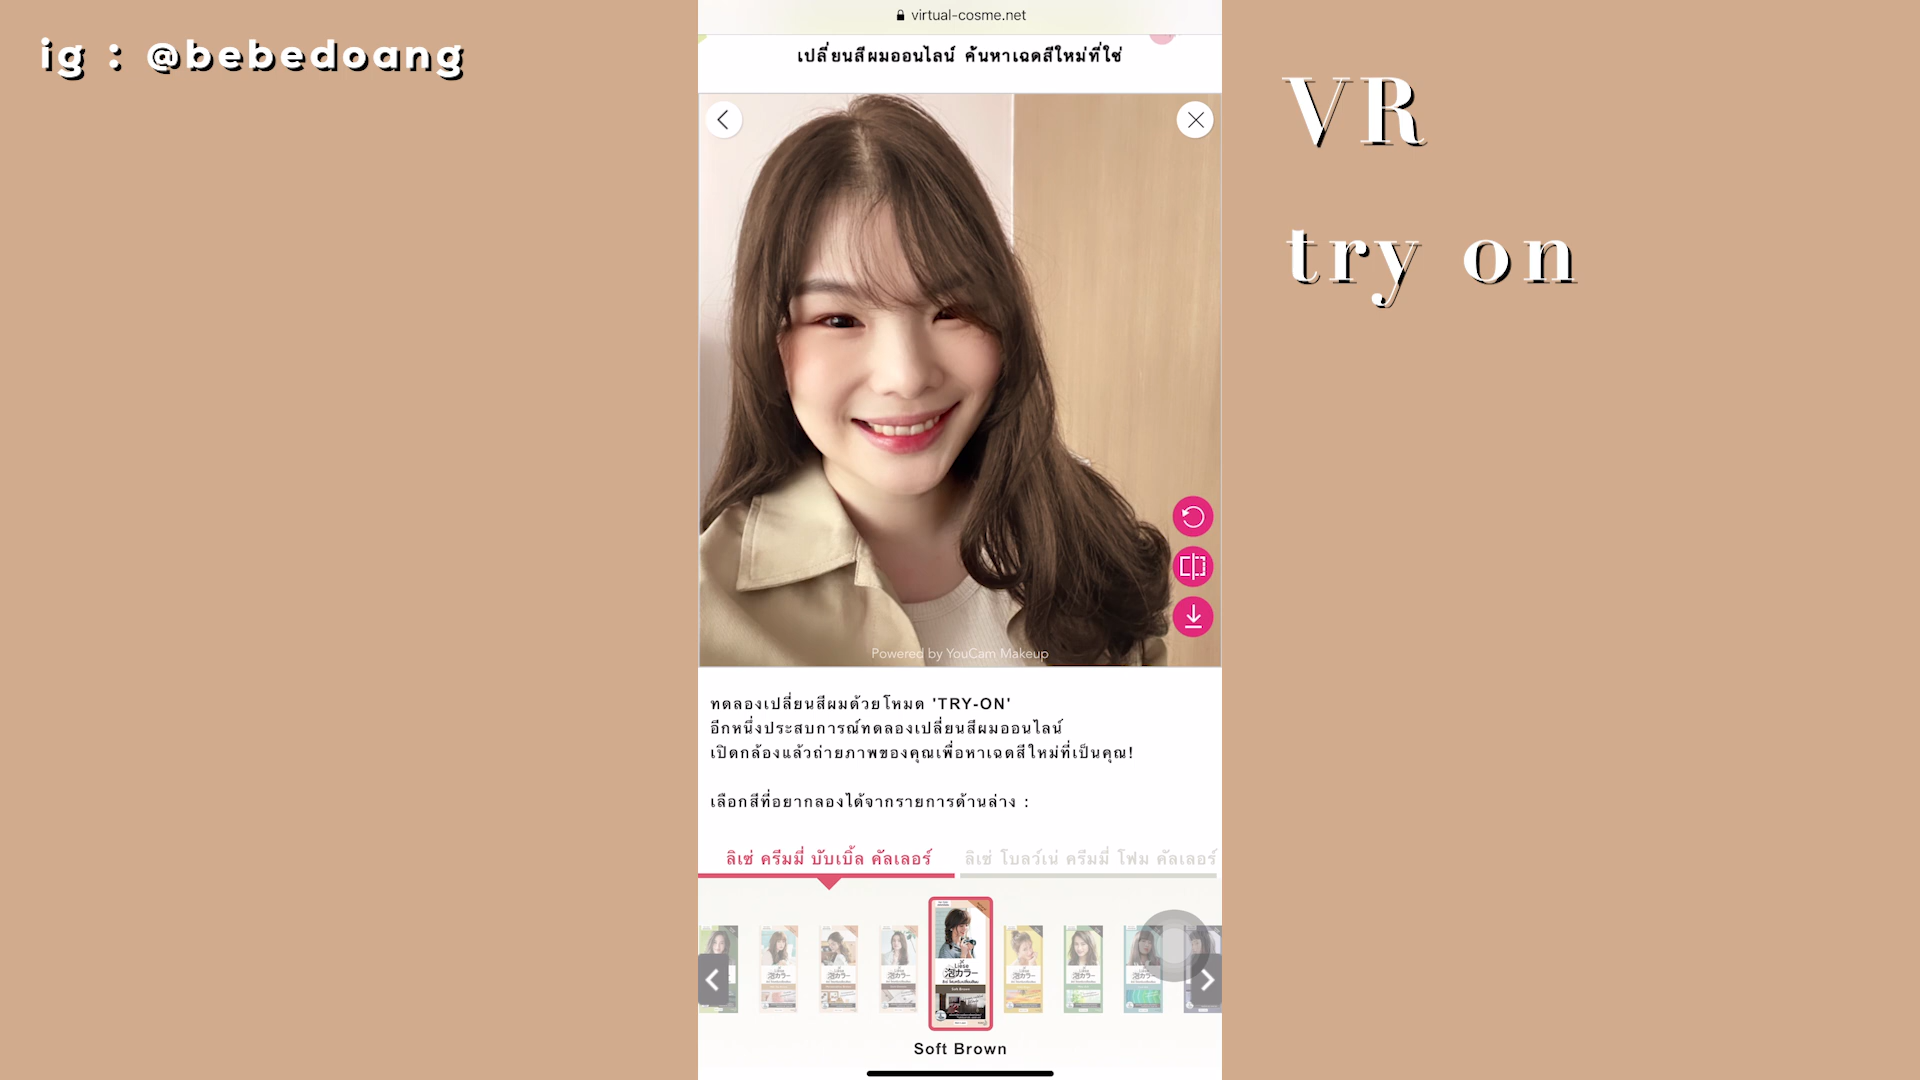 ig : @bebedoang
virtual-cosme.net
เปลี่ยนสีผมออนไลน์ ค้นหาเฉดสีใหม่ที่ใช่
VR
try on
Powered by YouCam Makeup
ทดลองเปลี่ยนสีผมด้วยโหมด 'TRY-ON'
อีกหนึ่งประสบการณ์ทดลองเปลี่ยนสีผมออนไลน์
เปิดกล้องแล้วถ่ายภาพของคุณเพื่อหาเฉดสีใหม่ที่เป็นคุณ!
เลือกสีที่อยากลองได้จากรายการด้านล่าง :
ลิเซ่ ครีมมี่ บับเบิ้ล คัลเลอร์
ลิเซ่ โบลว์เน่ ครีมมี่ โฟม คัลเลอร์
Liese
泡カラー
Soft Brown
Soft Brown